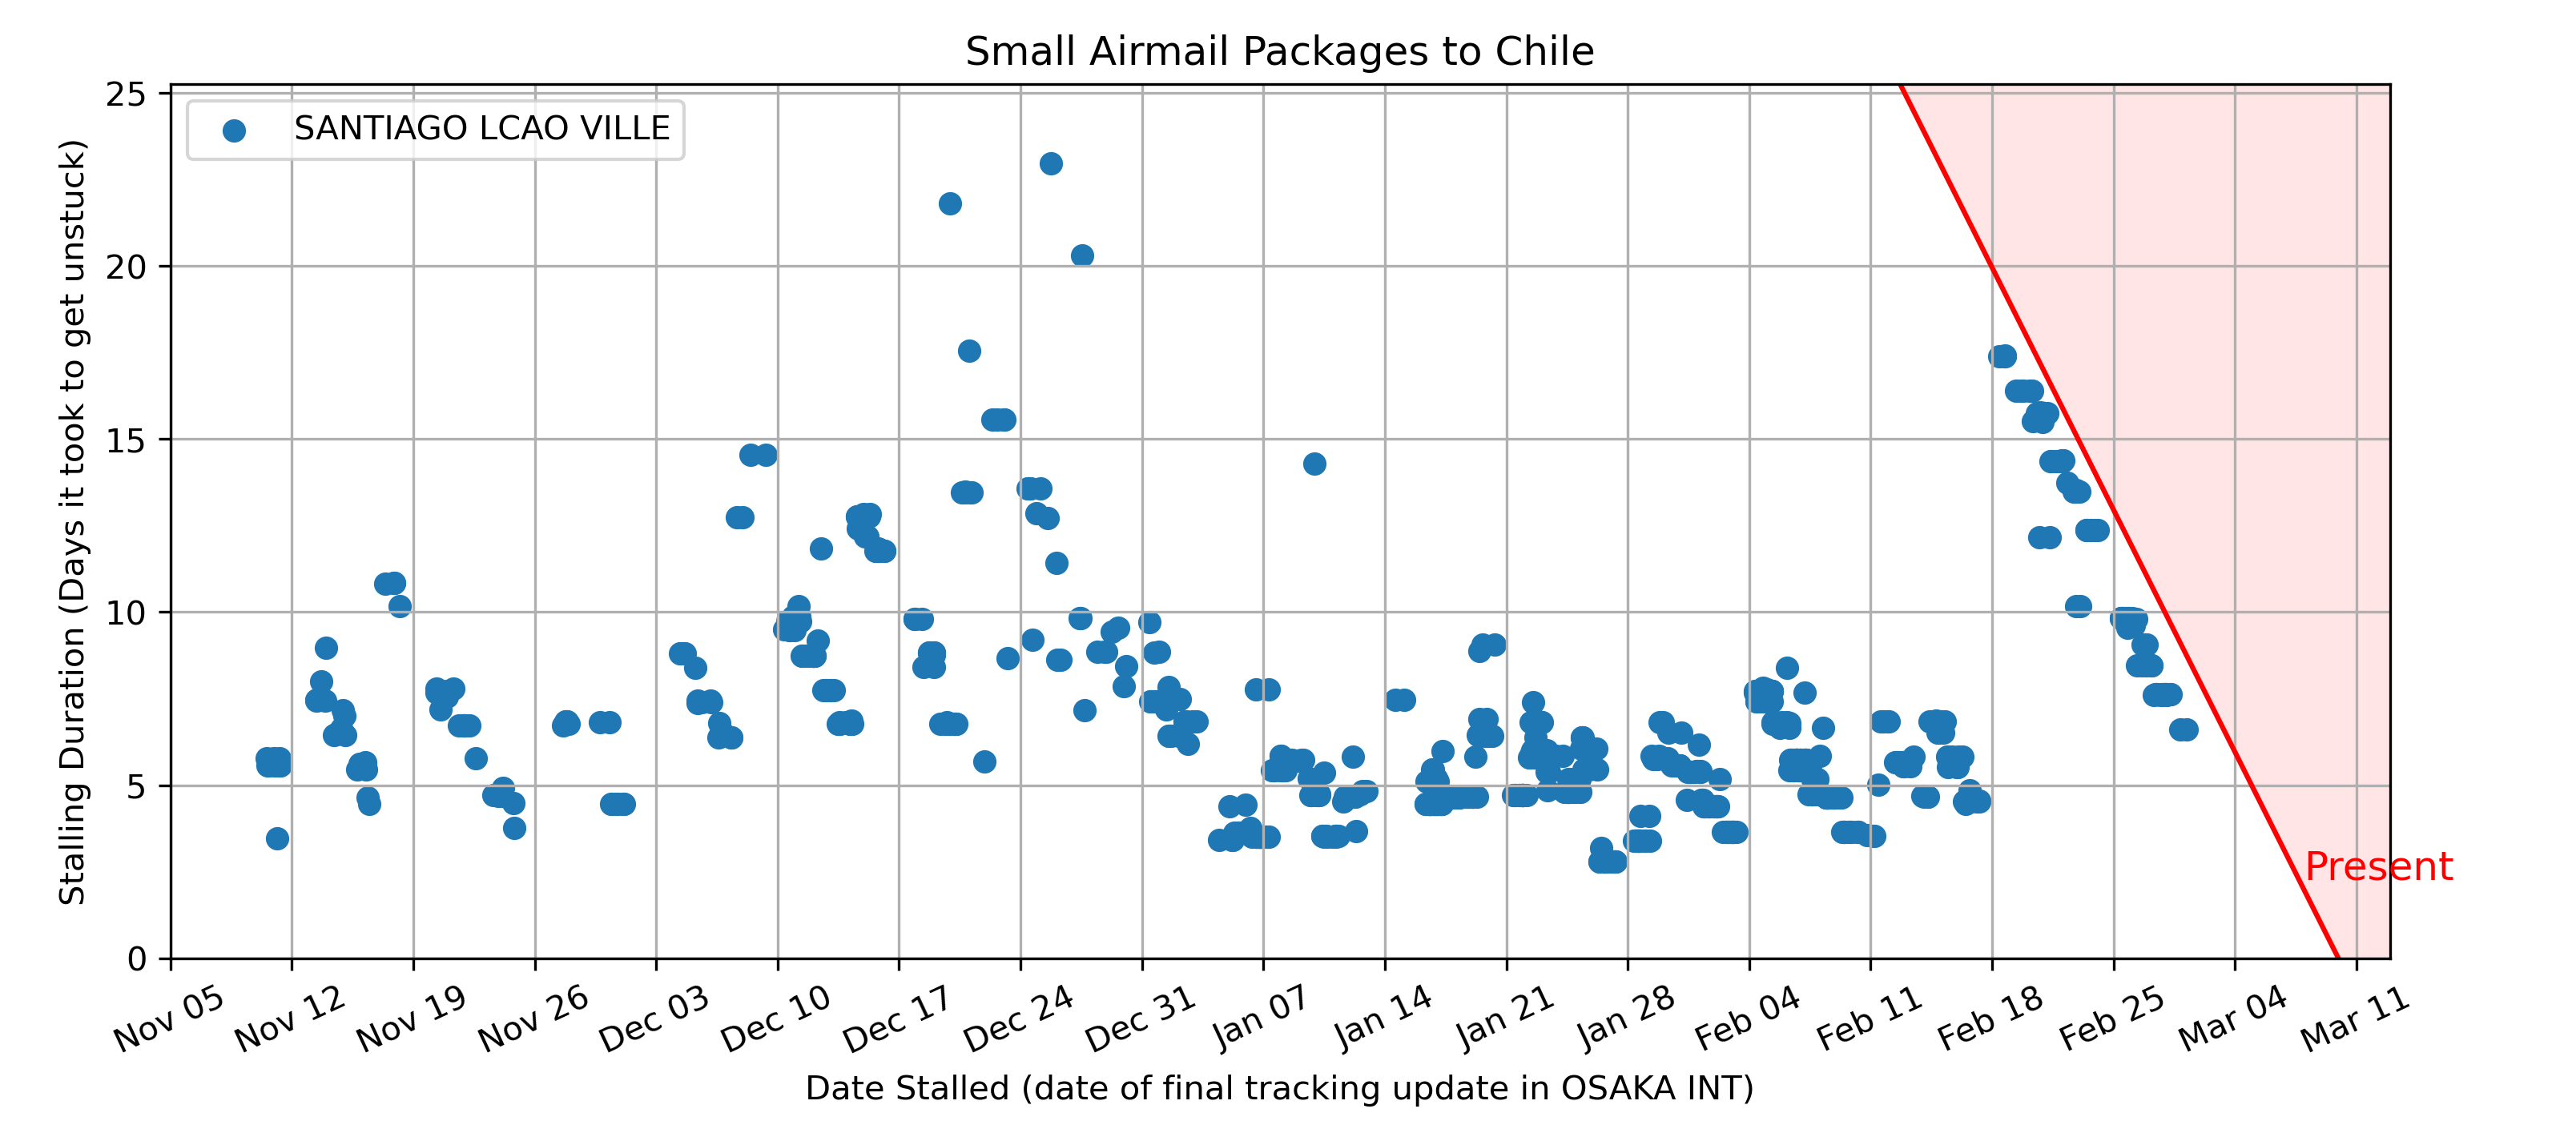 Small Airmail Packages to Chile
SANTIAGO LCAO VILLE
Stalling Duration (Days it took to get unstuck)
25
20
15
10
5
0
Present
Nov 05
Nov 12
Nov 19
Nov 26
Dec 03
Dec 10
Dec 17
Dec 24
Dec 31
Jan 07
Jan 14
Jan 21
Jan 28
Feb 04
Feb 11
Feb 18
Feb 25
Mar 04
Mar 11
Date Stalled (date of final tracking update in OSAKA INT)